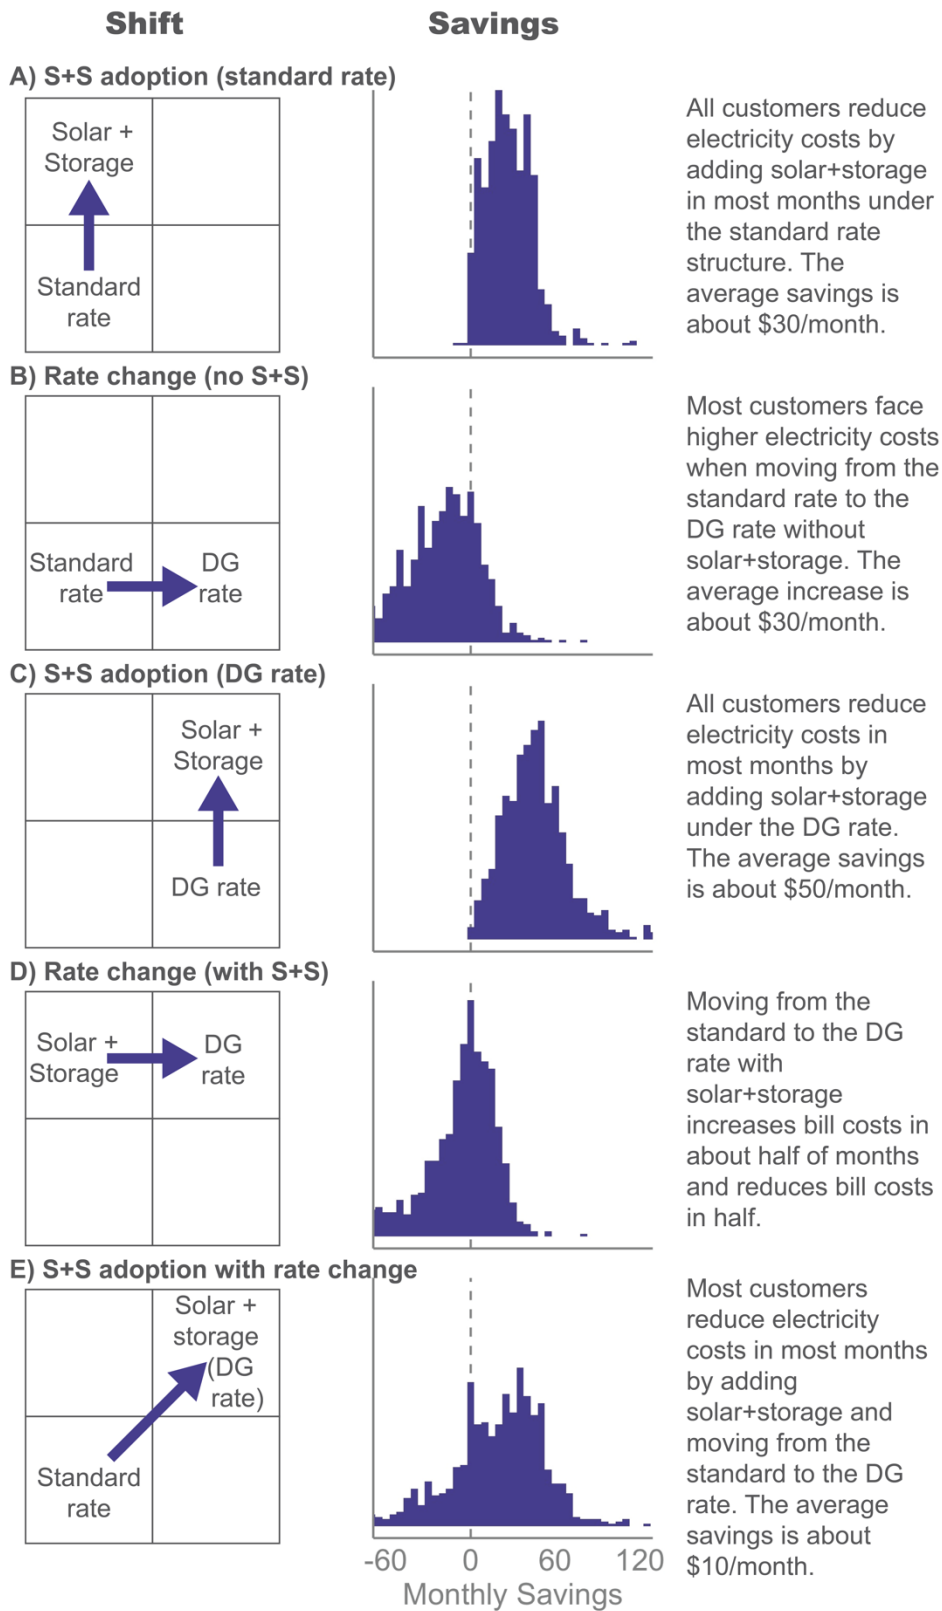 Shift
Savings
A) S+S adoption (standard rate)
Solar +
Storage
Standard
rate
All customers reduce
electricity costs by
adding solar+storage
in most months under
the standard rate
structure. The
average savings is
about $30/month.
B) Rate change (no S+S)
Standard
rate
DG
rate
Most customers face
higher electricity costs
when moving from the
standard rate to the
DG rate without
solar+storage. The
average increase is
about $30/month.
C) S+S adoption (DG rate)
Solar +
Storage
DG rate
All customers reduce
electricity costs in
most months by
adding solar+storage
under the DG rate.
The average savings
is about $50/month.
D) Rate change (with S+S)
Solar +
Storage
DG
rate
Moving from the
standard to the DG
rate with
solar+storage
increases bill costs in
about half of months
and reduces bill costs
in half.
E) S+S adoption with rate change
Solar +
storage
(DG
rate)
Standard
rate
Most customers
reduce electricity
costs in most months
by adding
solar+storage and
moving from the
standard to the DG
rate. The average
savings is about
$10/month.
-60 0 60 120
Monthly Savings